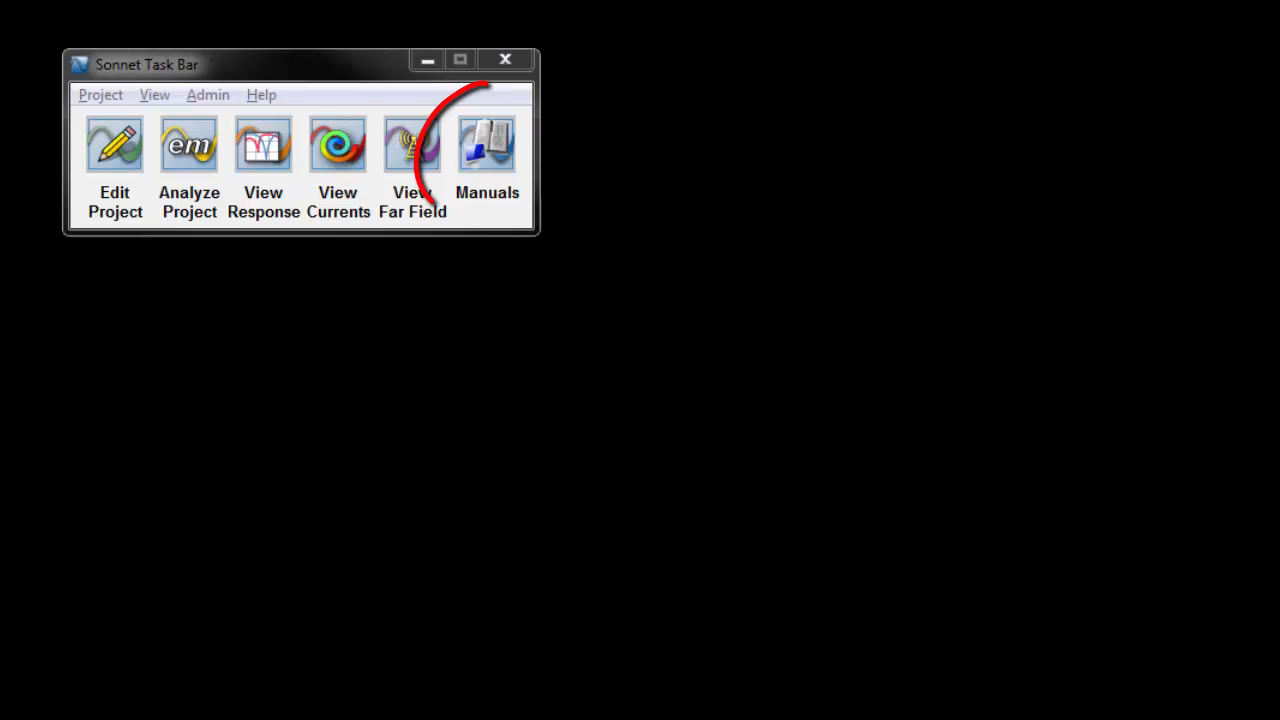 Sonnet Task Bar
Project View Admin Help
em
Edit Project
Analyze Project
View Response
View Currents
View Far Field
Manuals